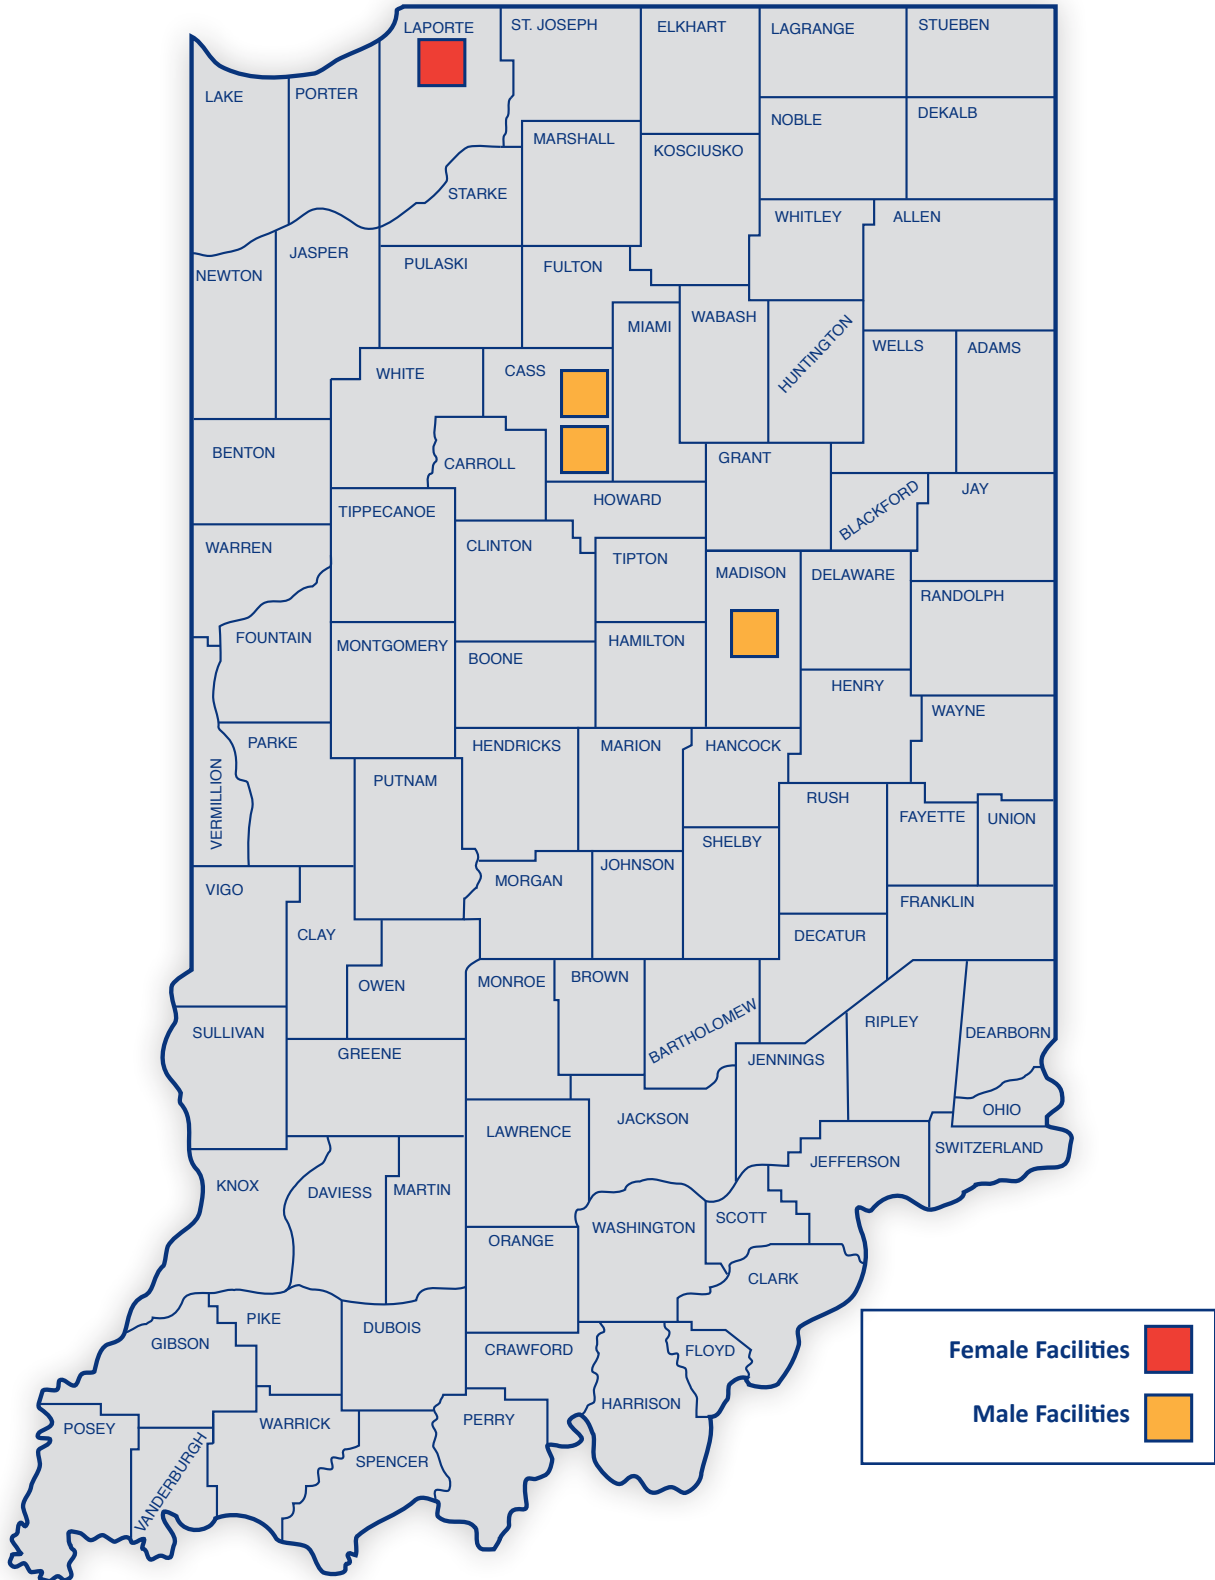 LAPORTE
ST. JOSEPH
ELKHART
LAGRANGE
STUEBEN
LAKE
PORTER
NOBLE
DEKALB
MARSHALL
KOSCIUSKO
STARKE
WHITLEY
ALLEN
NEWTON
JASPER
PULASKI
FULTON
MIAMI
WABASH
HUNTINGTON
WELLS
ADAMS
WHITE
CASS
BENTON
CARROLL
GRANT
BLACKFORD
JAY
TIPPECANOE
HOWARD
WARREN
CLINTON
TIPTON
MADISON
DELAWARE
RANDOLPH
FOUNTAIN
MONTGOMERY
BOONE
HAMILTON
HENRY
WAYNE
VERMILLION
PARKE
HENDRICKS
MARION
HANCOCK
PUTNAM
RUSH
FAYETTE
UNION
SHELBY
VIGO
MORGAN
JOHNSON
FRANKLIN
CLAY
DECATUR
OWEN
MONROE
BROWN
BARTHOLOMEW
RIPLEY
DEARBORN
SULLIVAN
GREENE
JENNINGS
OHIO
LAWRENCE
JACKSON
JEFFERSON
SWITZERLAND
KNOX
DAVIESS
MARTIN
WASHINGTON
SCOTT
ORANGE
CLARK
PIKE
DUBOIS
GIBSON
CRAWFORD
FLOYD
HARRISON
POSEY
VANDERBURGH
WARRICK
PERRY
SPENCER
Female Facilities
Male Facilities